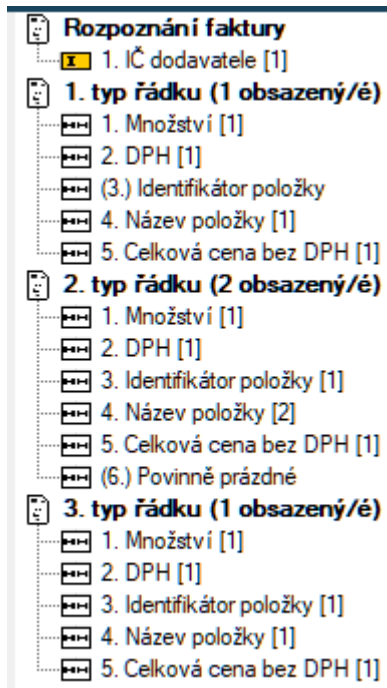 Rozpoznání faktury
1. IČ dodavatele [1]
1. typ řádku (1 obsazený/é)
1. Množství [1]
2. DPH [1]
(3.) Identifikátor položky
4. Název položky [1]
5. Celková cena bez DPH [1]
2. typ řádku (2 obsazený/é)
1. Množství [1]
2. DPH [1]
3. Identifikátor položky [1]
4. Název položky [2]
5. Celková cena bez DPH [1]
(6.) Povinně prázdné
3. typ řádku (1 obsazený/é)
1. Množství [1]
2. DPH [1]
3. Identifikátor položky [1]
4. Název položky [1]
5. Celková cena bez DPH [1]